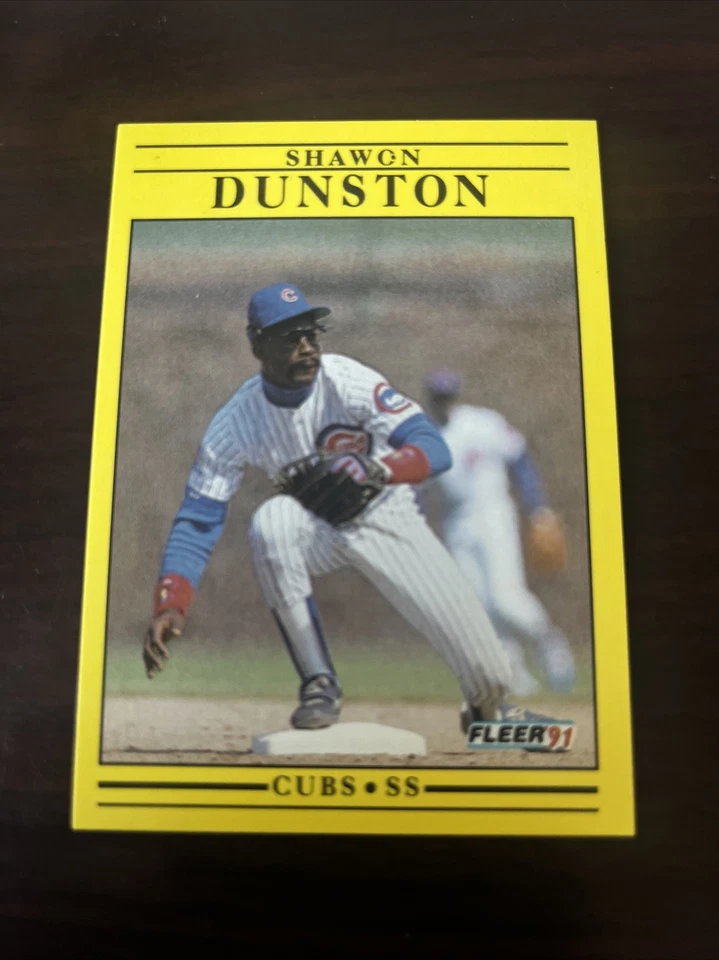 SHAWON
DUNSTON
C
FLEER'91
CUBS • SS